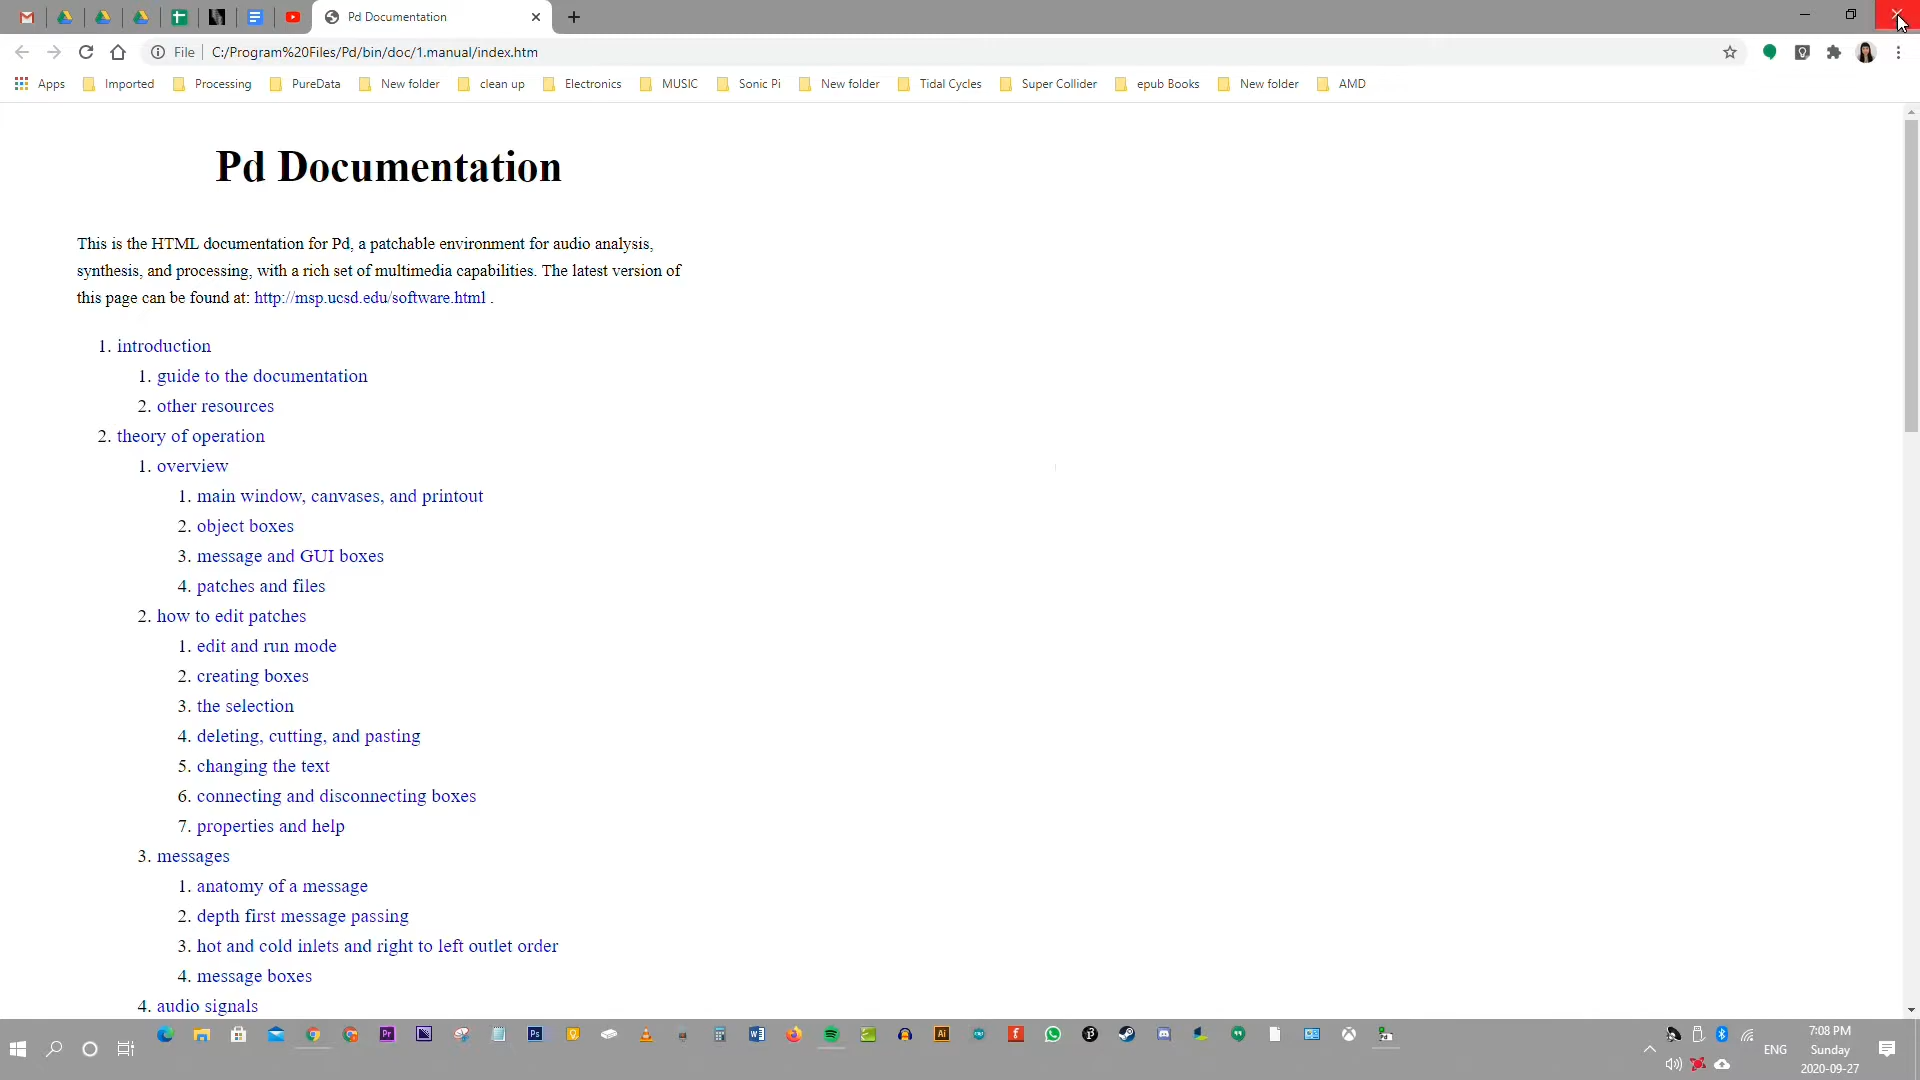 Pd Documentation
File
C:/Program%20Files/Pd/bin/doc/1.manual/index.htm
Apps Imported Processing PureData New folder clean up Electronics MUSIC Sonic Pi New folder Tidal Cycles Super Collider epub Books New folder AMD
Pd Documentation
This is the HTML documentation for Pd, a patchable environment for audio analysis,
synthesis, and processing, with a rich set of multimedia capabilities. The latest version of
this page can be found at: http://msp.ucsd.edu/software.html .
1. introduction
1. guide to the documentation
2. other resources
2. theory of operation
1. overview
1. main window, canvases, and printout
2. object boxes
3. message and GUI boxes
4. patches and files
2. how to edit patches
1. edit and run mode
2. creating boxes
3. the selection
4. deleting, cutting, and pasting
5. changing the text
6. connecting and disconnecting boxes
7. properties and help
3. messages
1. anatomy of a message
2. depth first message passing
3. hot and cold inlets and right to left outlet order
4. message boxes
4. audio signals
Pr
Ps
Ai
ENG
7:08 PM
Sunday
2020-09-27